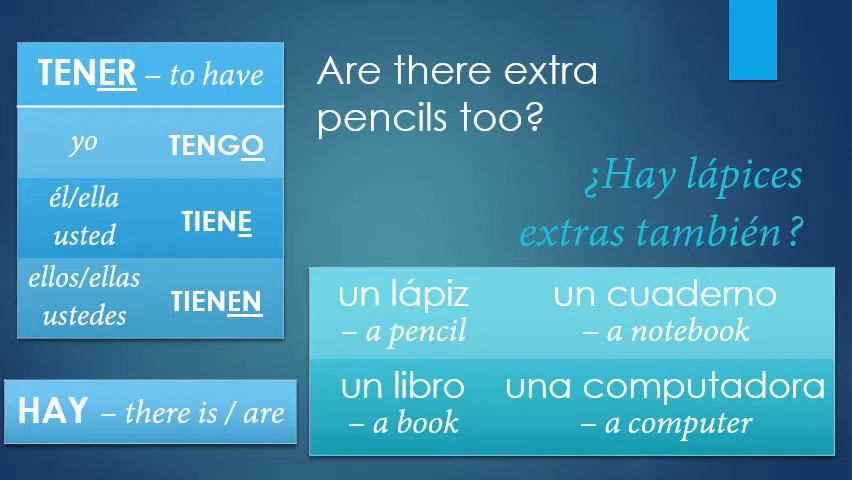 TENER – to have
yo TENGO
él/ella
usted TIENE
ellos/ellas
ustedes TIENEN
HAY – there is / are
Are there extra
pencils too?
¿Hay lápices
extras también?
un lápiz un cuaderno
– a pencil – a notebook
un libro una computadora
– a book – a computer